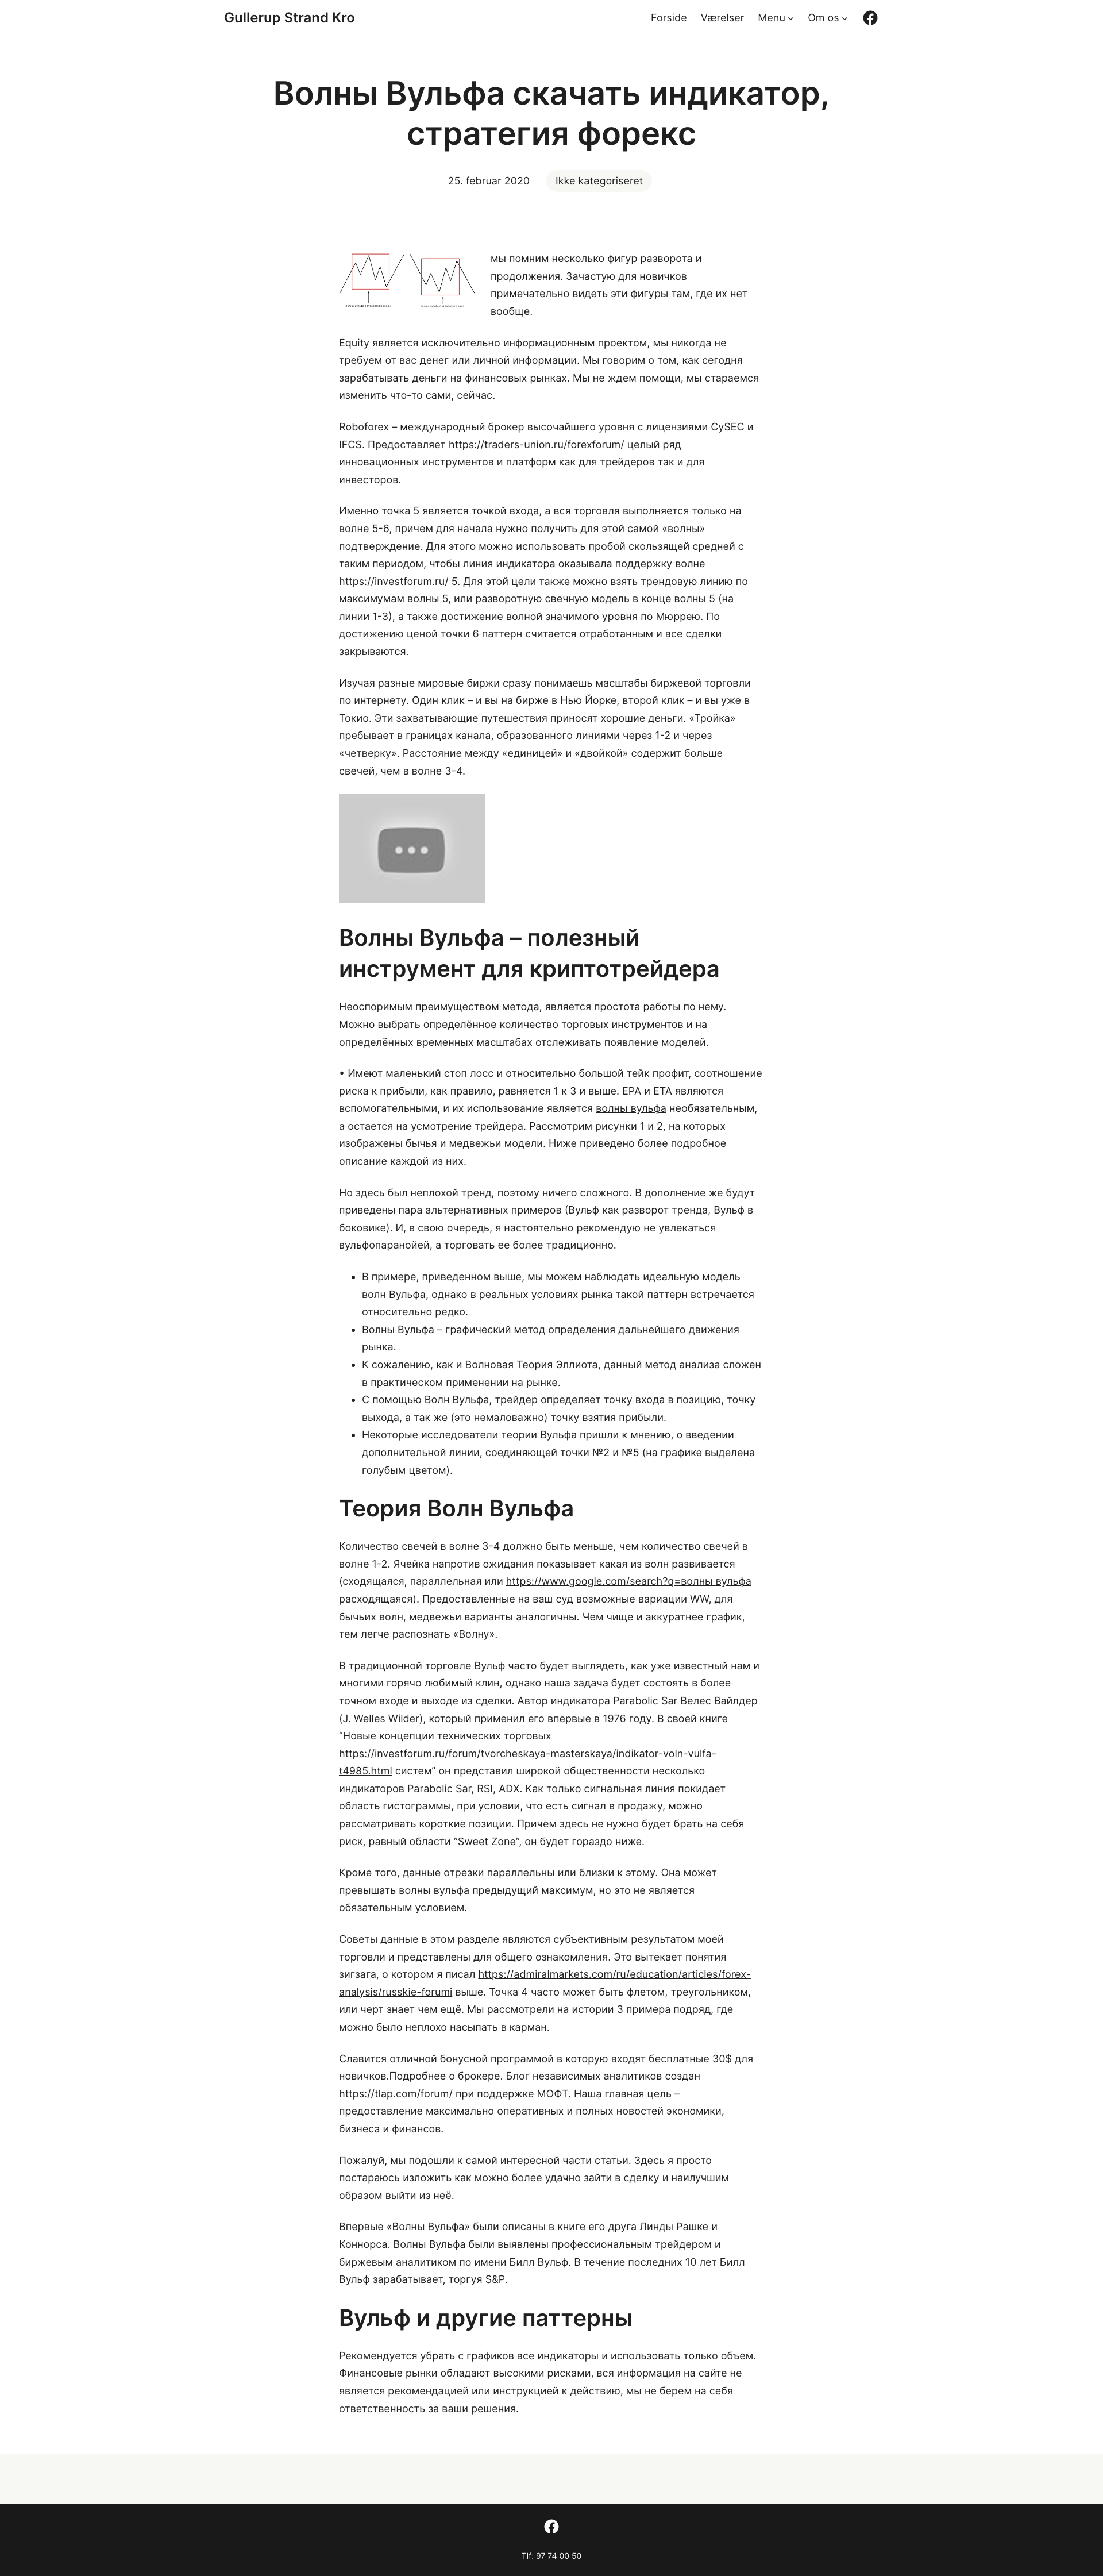 Gullerup Strand Kro
Forside Værelser Menu Om os
Волны Вульфа скачать индикатор,
стратегия форекс
25. februar 2020 Ikke kategoriseret
мы помним несколько фигур разворота и
продолжения. Зачастую для новичков
примечательно видеть эти фигуры там, где их нет
вообще.
Equity является исключительно информационным проектом, мы никогда не
требуем от вас денег или личной информации. Мы говорим о том, как сегодня
зарабатывать деньги на финансовых рынках. Мы не ждем помощи, мы стараемся
изменить что-то сами, сейчас.
Roboforex – международный брокер высочайшего уровня с лицензиями CySEC и
IFCS. Предоставляет https://traders-union.ru/forexforum/ целый ряд
инновационных инструментов и платформ как для трейдеров так и для
инвесторов.
Именно точка 5 является точкой входа, а вся торговля выполняется только на
волне 5-6, причем для начала нужно получить для этой самой «волны»
подтверждение. Для этого можно использовать пробой скользящей средней с
таким периодом, чтобы линия индикатора оказывала поддержку волне
https://investforum.ru/ 5. Для этой цели также можно взять трендовую линию по
максимумам волны 5, или разворотную свечную модель в конце волны 5 (на
линии 1-3), а также достижение волной значимого уровня по Мюррею. По
достижению ценой точки 6 паттерн считается отработанным и все сделки
закрываются.
Изучая разные мировые биржи сразу понимаешь масштабы биржевой торговли
по интернету. Один клик – и вы на бирже в Нью Йорке, второй клик – и вы уже в
Токио. Эти захватывающие путешествия приносят хорошие деньги. «Тройка»
пребывает в границах канала, образованного линиями через 1-2 и через
«четверку». Расстояние между «единицей» и «двойкой» содержит больше
свечей, чем в волне 3-4.
Волны Вульфа – полезный
инструмент для криптотрейдера
Неоспоримым преимуществом метода, является простота работы по нему.
Можно выбрать определённое количество торговых инструментов и на
определённых временных масштабах отслеживать появление моделей.
• Имеют маленький стоп лосс и относительно большой тейк профит, соотношение
риска к прибыли, как правило, равняется 1 к 3 и выше. EPA и ETA являются
вспомогательными, и их использование является волны вульфа необязательным,
а остается на усмотрение трейдера. Рассмотрим рисунки 1 и 2, на которых
изображены бычья и медвежьи модели. Ниже приведено более подробное
описание каждой из них.
Но здесь был неплохой тренд, поэтому ничего сложного. В дополнение же будут
приведены пара альтернативных примеров (Вульф как разворот тренда, Вульф в
боковике). И, в свою очередь, я настоятельно рекомендую не увлекаться
вульфопаранойей, а торговать ее более традиционно.
• В примере, приведенном выше, мы можем наблюдать идеальную модель
волн Вульфа, однако в реальных условиях рынка такой паттерн встречается
относительно редко.
• Волны Вульфа – графический метод определения дальнейшего движения
рынка.
• К сожалению, как и Волновая Теория Эллиота, данный метод анализа сложен
в практическом применении на рынке.
• С помощью Волн Вульфа, трейдер определяет точку входа в позицию, точку
выхода, а так же (это немаловажно) точку взятия прибыли.
• Некоторые исследователи теории Вульфа пришли к мнению, о введении
дополнительной линии, соединяющей точки №2 и №5 (на графике выделена
голубым цветом).
Теория Волн Вульфа
Количество свечей в волне 3-4 должно быть меньше, чем количество свечей в
волне 1-2. Ячейка напротив ожидания показывает какая из волн развивается
(сходящаяся, параллельная или https://www.google.com/search?q=волны вульфа
расходящаяся). Предоставленные на ваш суд возможные вариации WW, для
бычьих волн, медвежьи варианты аналогичны. Чем чище и аккуратнее график,
тем легче распознать «Волну».
В традиционной торговле Вульф часто будет выглядеть, как уже известный нам и
многими горячо любимый клин, однако наша задача будет состоять в более
точном входе и выходе из сделки. Автор индикатора Parabolic Sar Велес Вайлдер
(J. Welles Wilder), который применил его впервые в 1976 году. В своей книге
“Новые концепции технических торговых
https://investforum.ru/forum/tvorcheskaya-masterskaya/indikator-voln-vulfa-
t4985.html систем” он представил широкой общественности несколько
индикаторов Parabolic Sar, RSI, ADX. Как только сигнальная линия покидает
область гистограммы, при условии, что есть сигнал в продажу, можно
рассматривать короткие позиции. Причем здесь не нужно будет брать на себя
риск, равный области “Sweet Zone”, он будет гораздо ниже.
Кроме того, данные отрезки параллельны или близки к этому. Она может
превышать волны вульфа предыдущий максимум, но это не является
обязательным условием.
Советы данные в этом разделе являются субъективным результатом моей
торговли и представлены для общего ознакомления. Это вытекает понятия
зигзага, о котором я писал https://admiralmarkets.com/ru/education/articles/forex-
analysis/russkie-forumi выше. Точка 4 часто может быть флетом, треугольником,
или черт знает чем ещё. Мы рассмотрели на истории 3 примера подряд, где
можно было неплохо насыпать в карман.
Славится отличной бонусной программой в которую входят бесплатные 30$ для
новичков.Подробнее о брокере. Блог независимых аналитиков создан
https://tlap.com/forum/ при поддержке МОФТ. Наша главная цель –
предоставление максимально оперативных и полных новостей экономики,
бизнеса и финансов.
Пожалуй, мы подошли к самой интересной части статьи. Здесь я просто
постараюсь изложить как можно более удачно зайти в сделку и наилучшим
образом выйти из неё.
Впервые «Волны Вульфа» были описаны в книге его друга Линды Рашке и
Коннорса. Волны Вульфа были выявлены профессиональным трейдером и
биржевым аналитиком по имени Билл Вульф. В течение последних 10 лет Билл
Вульф зарабатывает, торгуя S&P.
Вульф и другие паттерны
Рекомендуется убрать с графиков все индикаторы и использовать только объем.
Финансовые рынки обладают высокими рисками, вся информация на сайте не
является рекомендацией или инструкцией к действию, мы не берем на себя
ответственность за ваши решения.
Tlf: 97 74 00 50